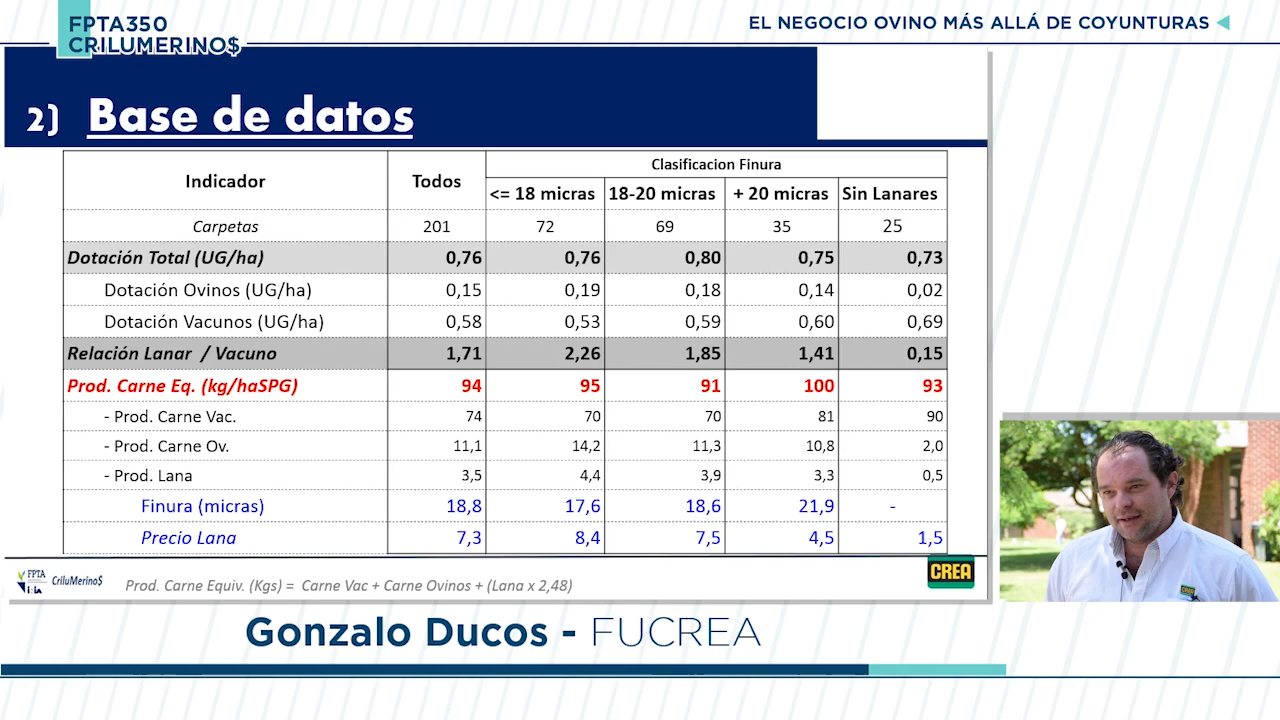 FPTA350
CRILUMERINO$
EL NEGOCIO OVINO MÁS ALLÁ DE COYUNTURAS
2) Base de datos
Indicador Todos Clasificacion Finura
<= 18 micras 18-20 micras + 20 micras Sin Lanares
Carpetas 201 72 69 35 25
Dotación Total (UG/ha) 0,76 0,76 0,80 0,75 0,73
Dotación Ovinos (UG/ha) 0,15 0,19 0,18 0,14 0,02
Dotación Vacunos (UG/ha) 0,58 0,53 0,59 0,60 0,69
Relación Lanar / Vacuno 1,71 2,26 1,85 1,41 0,15
Prod. Carne Eq. (kg/haSPG) 94 95 91 100 93
- Prod. Carne Vac. 74 70 70 81 90
- Prod. Carne Ov. 11,1 14,2 11,3 10,8 2,0
- Prod. Lana 3,5 4,4 3,9 3,3 0,5
Finura (micras) 18,8 17,6 18,6 21,9 -
Precio Lana 7,3 8,4 7,5 4,5 1,5
FPTA
CriluMerino$
Prod. Carne Equiv. (Kgs) = Carne Vac + Carne Ovinos + (Lana x 2,48)
CREA
Gonzalo Ducos - FUCREA